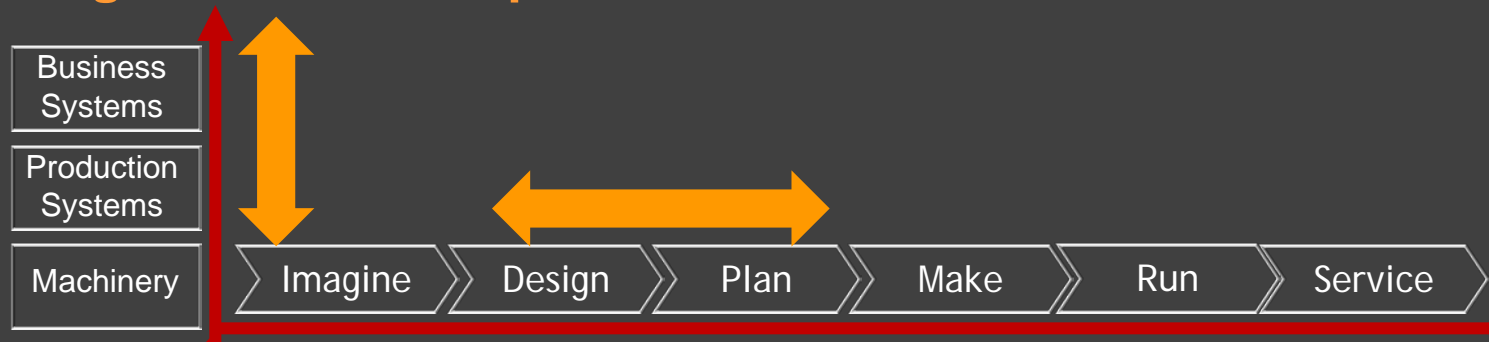 Business
Systems
Production
Systems
Machinery
Imagine
Design
Plan
Make
Run
Service